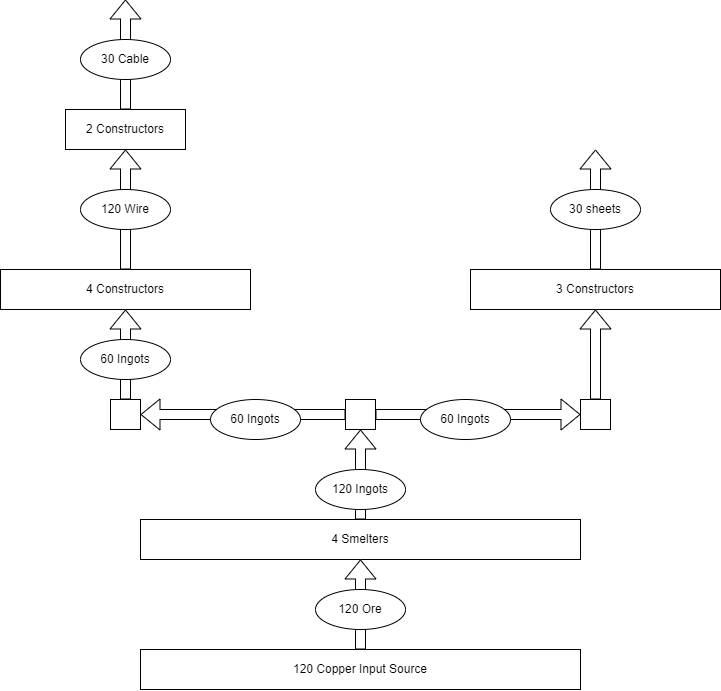 30 Cable
2 Constructors
120 Wire
30 sheets
4 Constructors
3 Constructors
60 Ingots
60 Ingots
60 Ingots
120 Ingots
4 Smelters
120 Ore
120 Copper Input Source